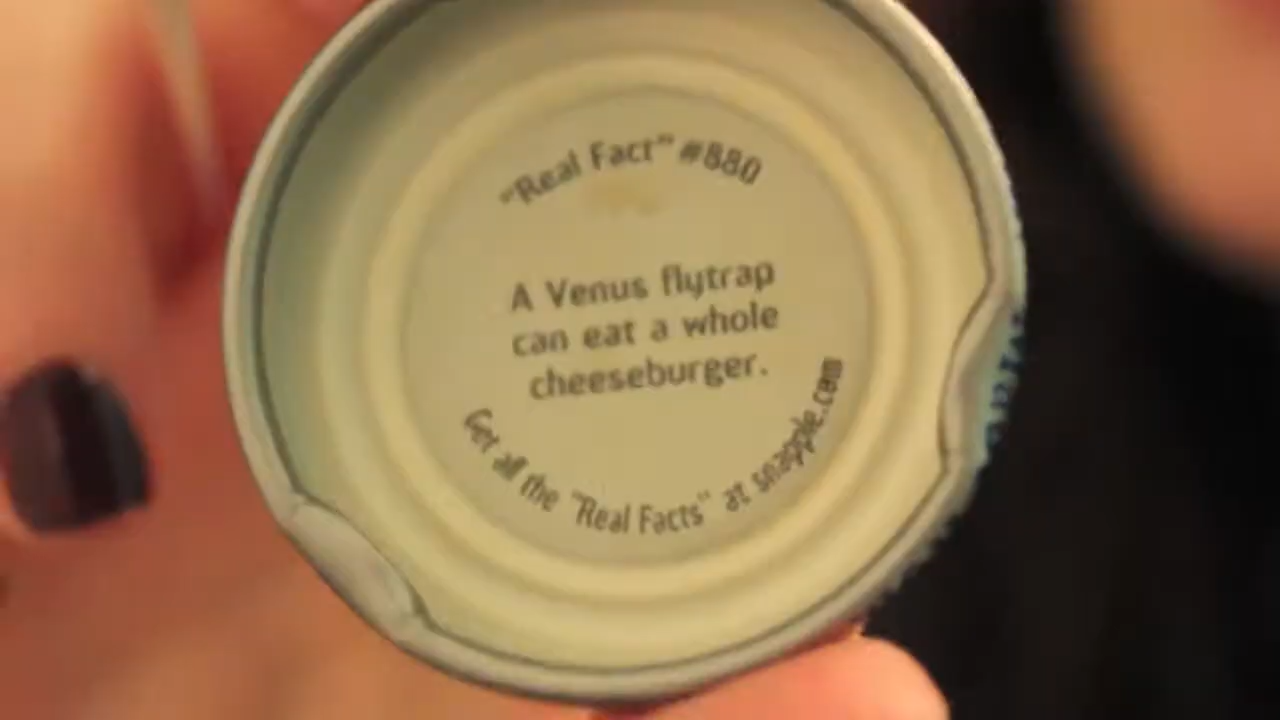 "Real Fact" #880
A Venus flytrap
can eat a whole
cheeseburger.
Get all the "Real Facts" at snapple.com